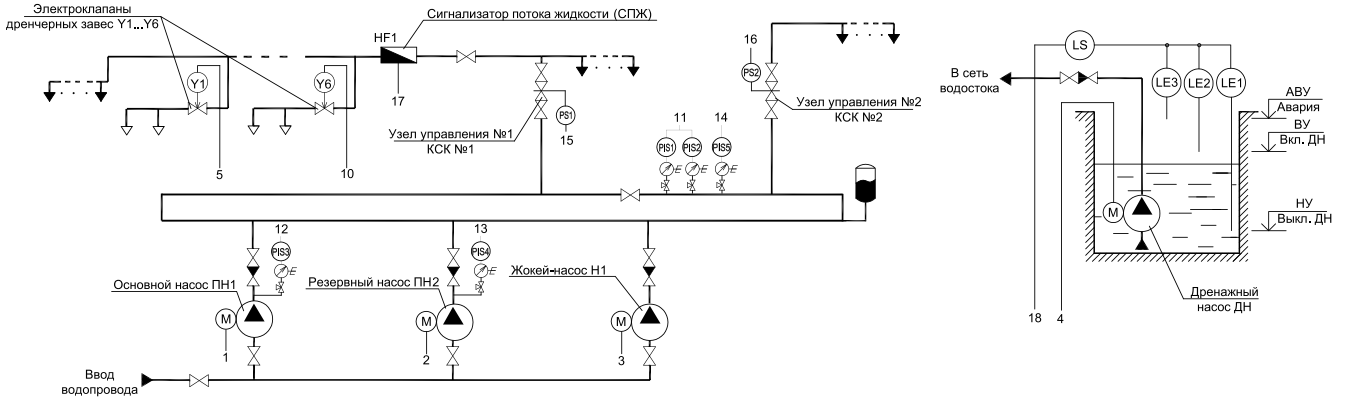 Электроклапаны
дренчерных завес Y1...Y6
HF1
Сигнализатор потока жидкости (СПЖ)
16
18
LS
В сеть
водостока
LE3
LE2
LE1
АВУ
Авария
ВУ
Вкл. ДН
Y1
Y6
17
PS2
PS1
15
5
10
Узел управления №1
КСК №1
Узел управления №2
КСК №2
11
14
PIS1
PIS2
PIS5
E
E
E
M
НУ
Выкл. ДН
12
13
PIS3
E
PIS4
E
Основной насос ПН1
Резервный насос ПН2
Жокей-насос Н1
M
M
M
1
2
3
Дренажный
насос ДН
18
4
Ввод
водопровода